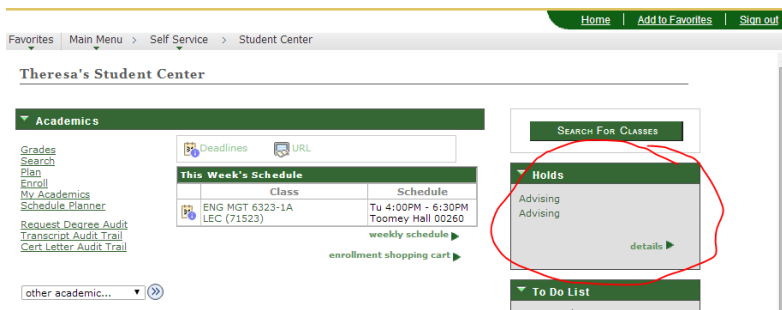 Home | Add to Favorites | Sign out
Favorites | Main Menu > Self Service > Student Center
Theresa's Student Center
Academics
Grades
Search
Plan
Enroll
My Academics
Schedule Planner
Request Degree Audit
Transcript Audit Trail
Cert Letter Audit Trail
other academic...
Deadlines URL
This Week's Schedule
Class Schedule
ENG MGT 6323-1A Tu 4:00PM - 6:30PM
LEC (71523) Toomey Hall 00260
weekly schedule
enrollment shopping cart
Search For Classes
Holds
Advising
Advising
details
To Do List